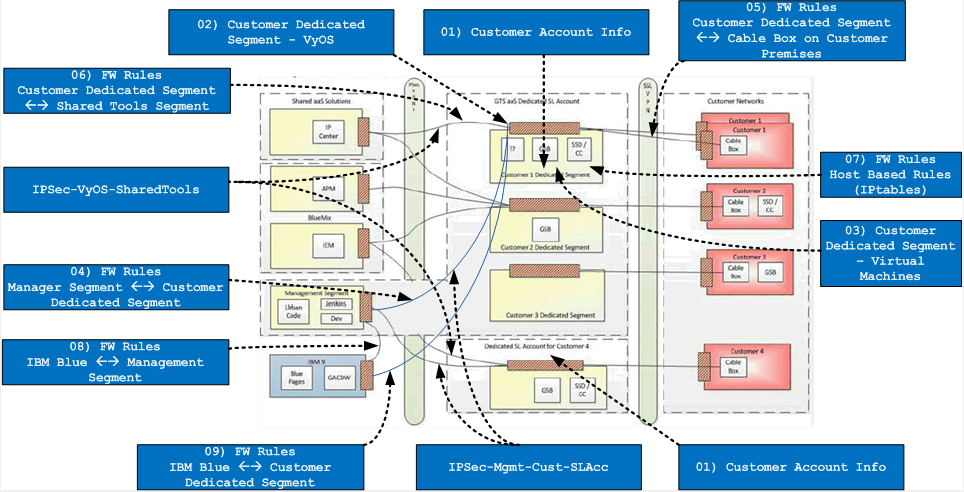 02) Customer Dedicated
Segment - VyOS
01) Customer Account Info
05) FW Rules
Customer Dedicated Segment
<-> Cable Box on Customer
Premises
06) FW Rules
Customer Dedicated Segment
<-> Shared Tools Segment
IPSec-VyOS-SharedTools
04) FW Rules
Manager Segment <-> Customer
Dedicated Segment
08) FW Rules
IBM Blue <-> Management
Segment
09) FW Rules
IBM Blue <-> Customer
Dedicated Segment
IPSec-Mgmt-Cust-SLAcc
01) Customer Account Info
07) FW Rules
Host Based Rules
(IPtables)
03) Customer
Dedicated Segment
– Virtual
Machines
Shared aaS Solutions
IP
Center
APM
BlueMix
IEM
Management Segment
Urban
Code
Jenkins
Dev
IBM 9
Blue
Pages
GACDW
GTS aaS Dedicated SL Account
??
GSB
SSD /
CC
Customer 1 Dedicated Segment
GSB
Customer 2 Dedicated Segment
Customer 3 Dedicated Segment
Dedicated SL Account for Customer 4
GSB
SSD /
CC
SSL
V
P
N
Customer Networks
Customer 1
Customer 1
Cable
Box
Customer 2
Cable
Box
SSD /
CC
Customer 3
Cable
Box
GSB
Customer 4
Cable
Box